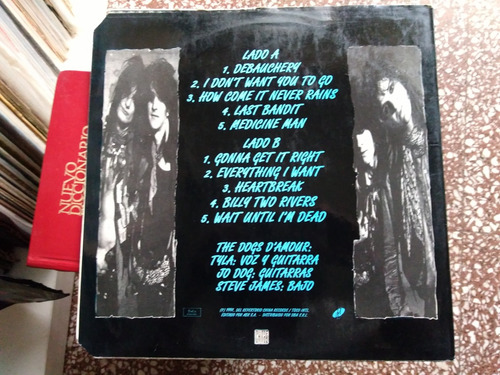 LADO A
1. DEBAUCHERY
2. I DON'T WANT YOU TO GO
3. HOW COME IT NEVER RAINS
4. LAST BANDIT
5. MEDICINE MAN
LADO B
1. GONNA GET IT RIGHT
2. EVERYTHING I WANT
3. HEARTBREAK
4. BILLY TWO RIVERS
5. WAIT UNTIL I'M DEAD
THE DOGS D'AMOUR:
TYLA: VOZ Y GUITARRA
JO DOG: GUITARRAS
STEVE JAMES: BAJO
NUEVO
DICCIONARIO